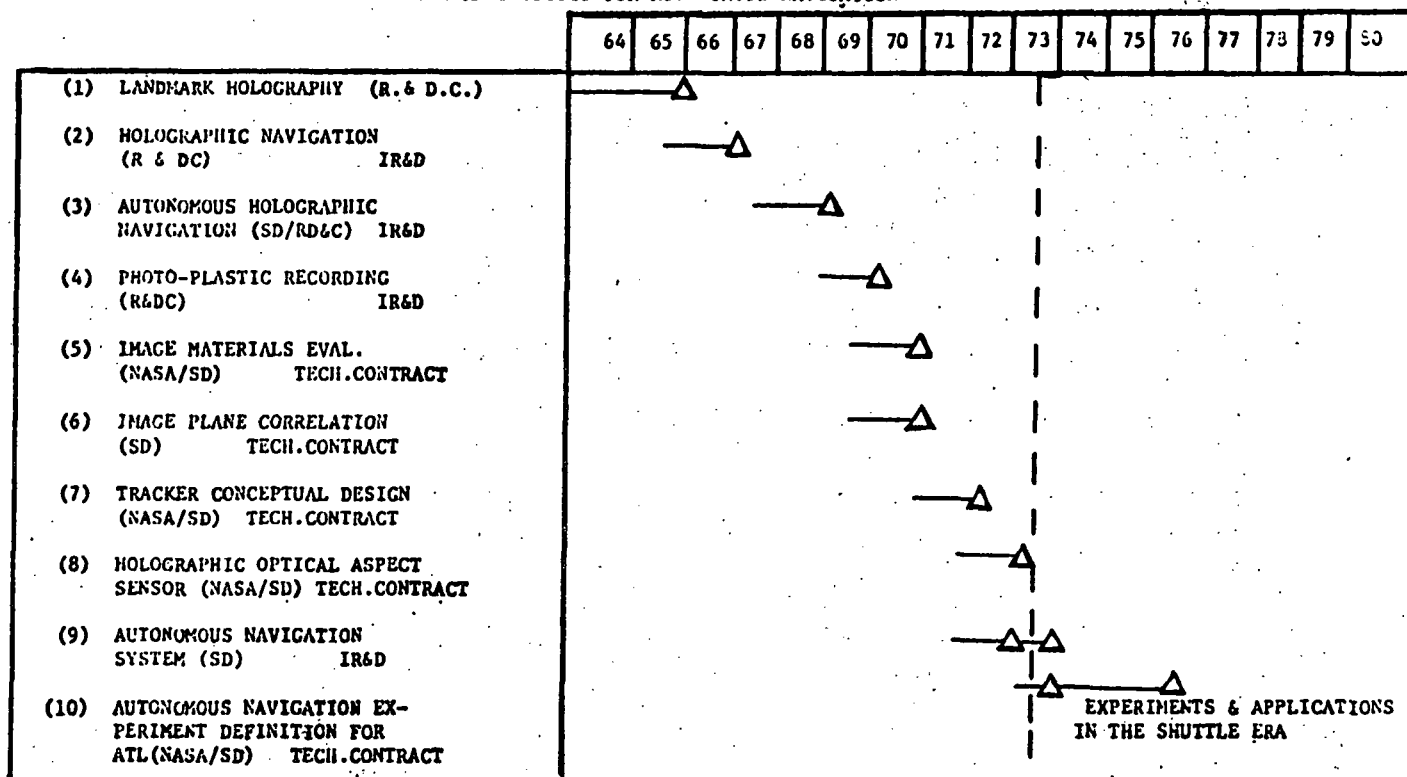 64 65 66 67 68 69 70 71 72 73 74 75 76 77 78 79 80
(1) LANDMARK HOLOGRAPHY (R.& D.C.)
(2) HOLOGRAPHIC NAVIGATION
(R & DC) IR&D
(3) AUTONOMOUS HOLOGRAPHIC
NAVIGATION (SD/RD&C) IR&D
(4) PHOTO-PLASTIC RECORDING
(R&DC) IR&D
(5) IMAGE MATERIALS EVAL.
(NASA/SD) TECH.CONTRACT
(6) IMAGE PLANE CORRELATION
(SD) TECH.CONTRACT
(7) TRACKER CONCEPTUAL DESIGN
(NASA/SD) TECH.CONTRACT
(8) HOLOGRAPHIC OPTICAL ASPECT
SENSOR (NASA/SD) TECH.CONTRACT
(9) AUTONOMOUS NAVIGATION
SYSTEM (SD) IR&D
(10) AUTONOMOUS NAVIGATION EX-
PERIMENT DEFINITION FOR
ATL(NASA/SD) TECH.CONTRACT
EXPERIMENTS & APPLICATIONS
IN THE SHUTTLE ERA